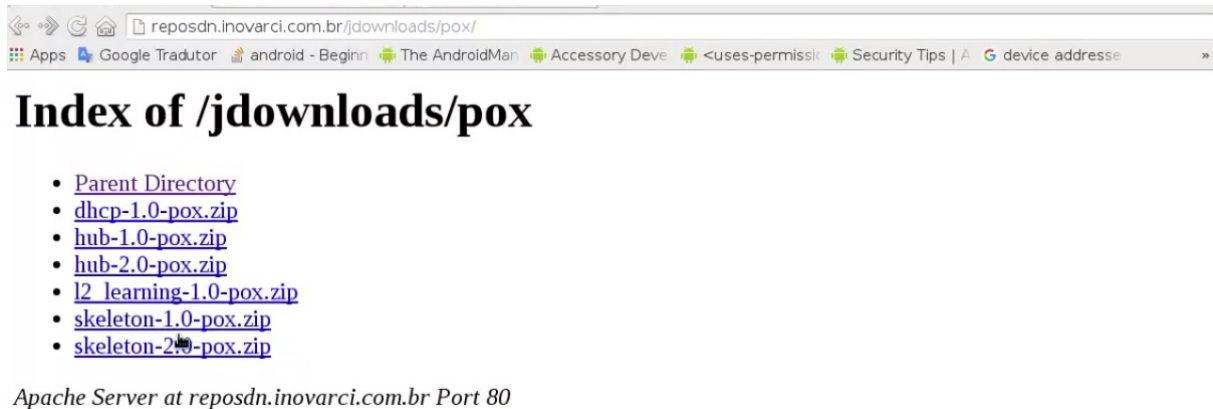 reposdn.inovarci.com.br/jdownloads/pox/
Apps Google Tradutor android - Beginn The AndroidMan Accessory Deve <uses-permissi Security Tips | A device addresse »
Index of /jdownloads/pox
Parent Directory
dhcp-1.0-pox.zip
hub-1.0-pox.zip
hub-2.0-pox.zip
l2_learning-1.0-pox.zip
skeleton-1.0-pox.zip
skeleton-2.0-pox.zip
Apache Server at reposdn.inovarci.com.br Port 80